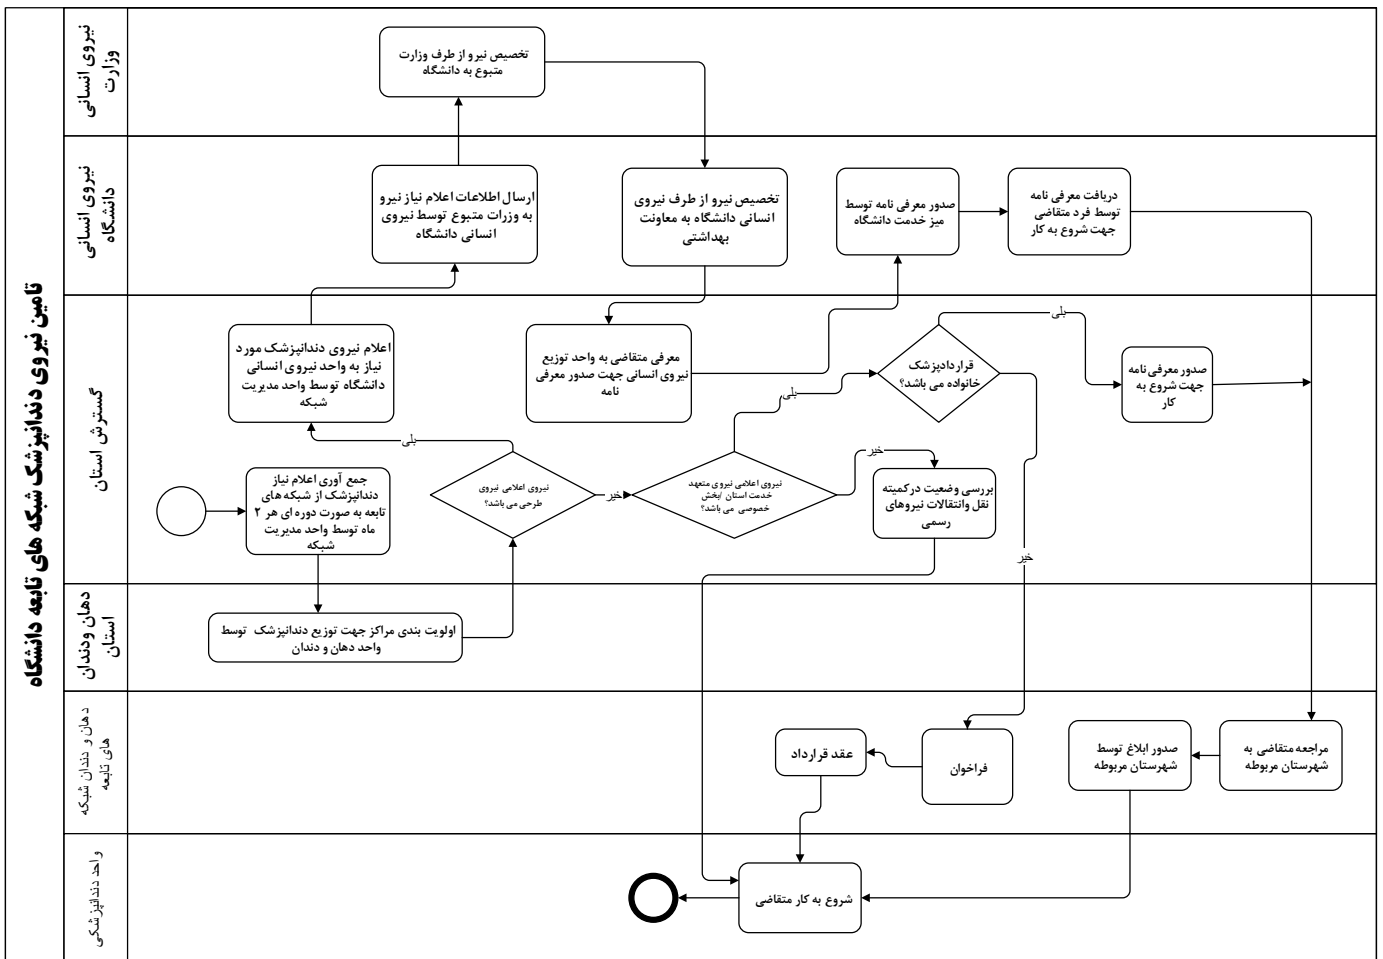 تامین نیروی دندانپزشک شبکه های تابعه دانشگاه
نیروی انسانی
وزارت
تخصیص نیرو از طرف وزارت
متبوع به دانشگاه
نیروی انسانی
دانشگاه
ارسال اطلاعات اعلام نیاز نیرو
به وزرات متبوع توسط نیروی
انسانی دانشگاه
تخصیص نیرو از طرف نیروی
انسانی دانشگاه به معاونت
بهداشتی
صدور معرفی نامه توسط
میز خدمت دانشگاه
دریافت معرفی نامه
توسط فرد متقاضی
جهت شروع به کار
گسترش استان
اعلام نیروی دندانپزشک مورد
نیاز به واحد نیروی انسانی
دانشگاه توسط واحد مدیریت
شبکه
معرفی متقاضی به واحد توزیع
نیروی انسانی جهت صدور معرفی
نامه
قراردادپزشک
خانواده می باشد؟
بلی
صدور معرفی نامه
جهت شروع به
کار
بلی
بلی
جمع آوری اعلام نیاز
دندانپزشک از شبکه های
تابعه به صورت دوره ای هر ۲
ماه توسط واحد مدیریت
شبکه
نیروی اعلامی نیروی
طرحی می باشد؟
خیر
نیروی اعلامی نیروی متعهد
خدمت استان /بخش
خصوصی می باشد؟
خیر
بررسی وضعیت درکمیته
نقل وانتقالات نیروهای
رسمی
خیر
دهان ودندان
استان
اولویت بندی مراکز جهت توزیع دندانپزشک توسط
واحد دهان و دندان
دهان و دندان شبکه
های تابعه
عقد قرارداد
فراخوان
صدور ابلاغ توسط
شهرستان مربوطه
مراجعه متقاضی به
شهرستان مربوطه
واحد دندانپزشکی
شروع به کار متقاضی